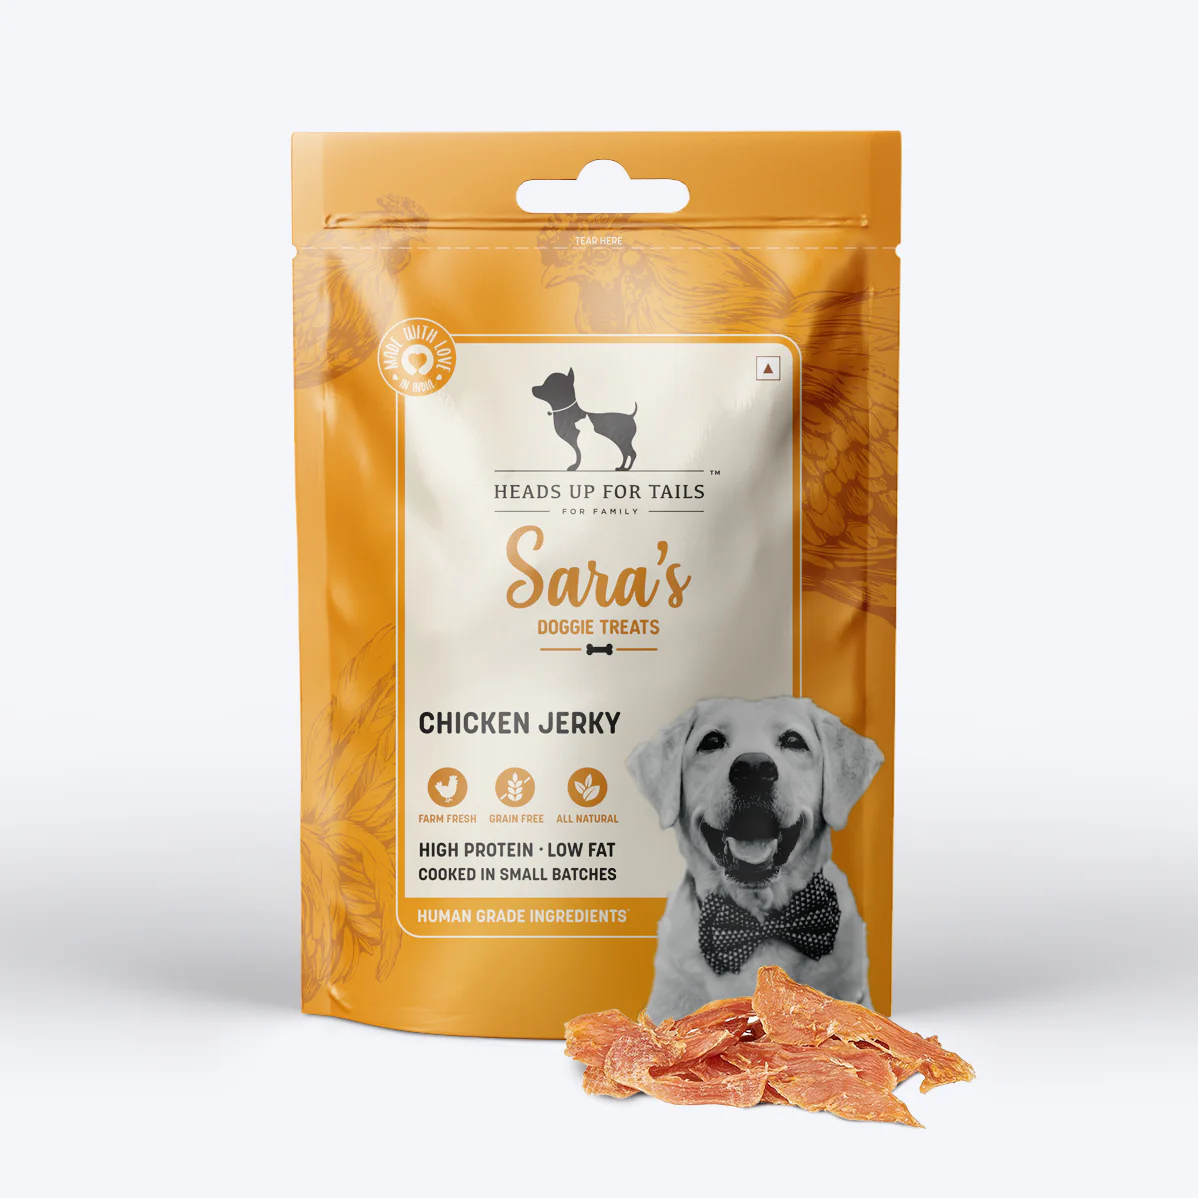 TEAR HERE
MADE WITH LOVE
IN INDIA
HEADS UP FOR TAILS™
FOR FAMILY
Sara's
DOGGIE TREATS
CHICKEN JERKY
FARM FRESH GRAIN FREE ALL NATURAL
HIGH PROTEIN · LOW FAT
COOKED IN SMALL BATCHES
HUMAN GRADE INGREDIENTS*